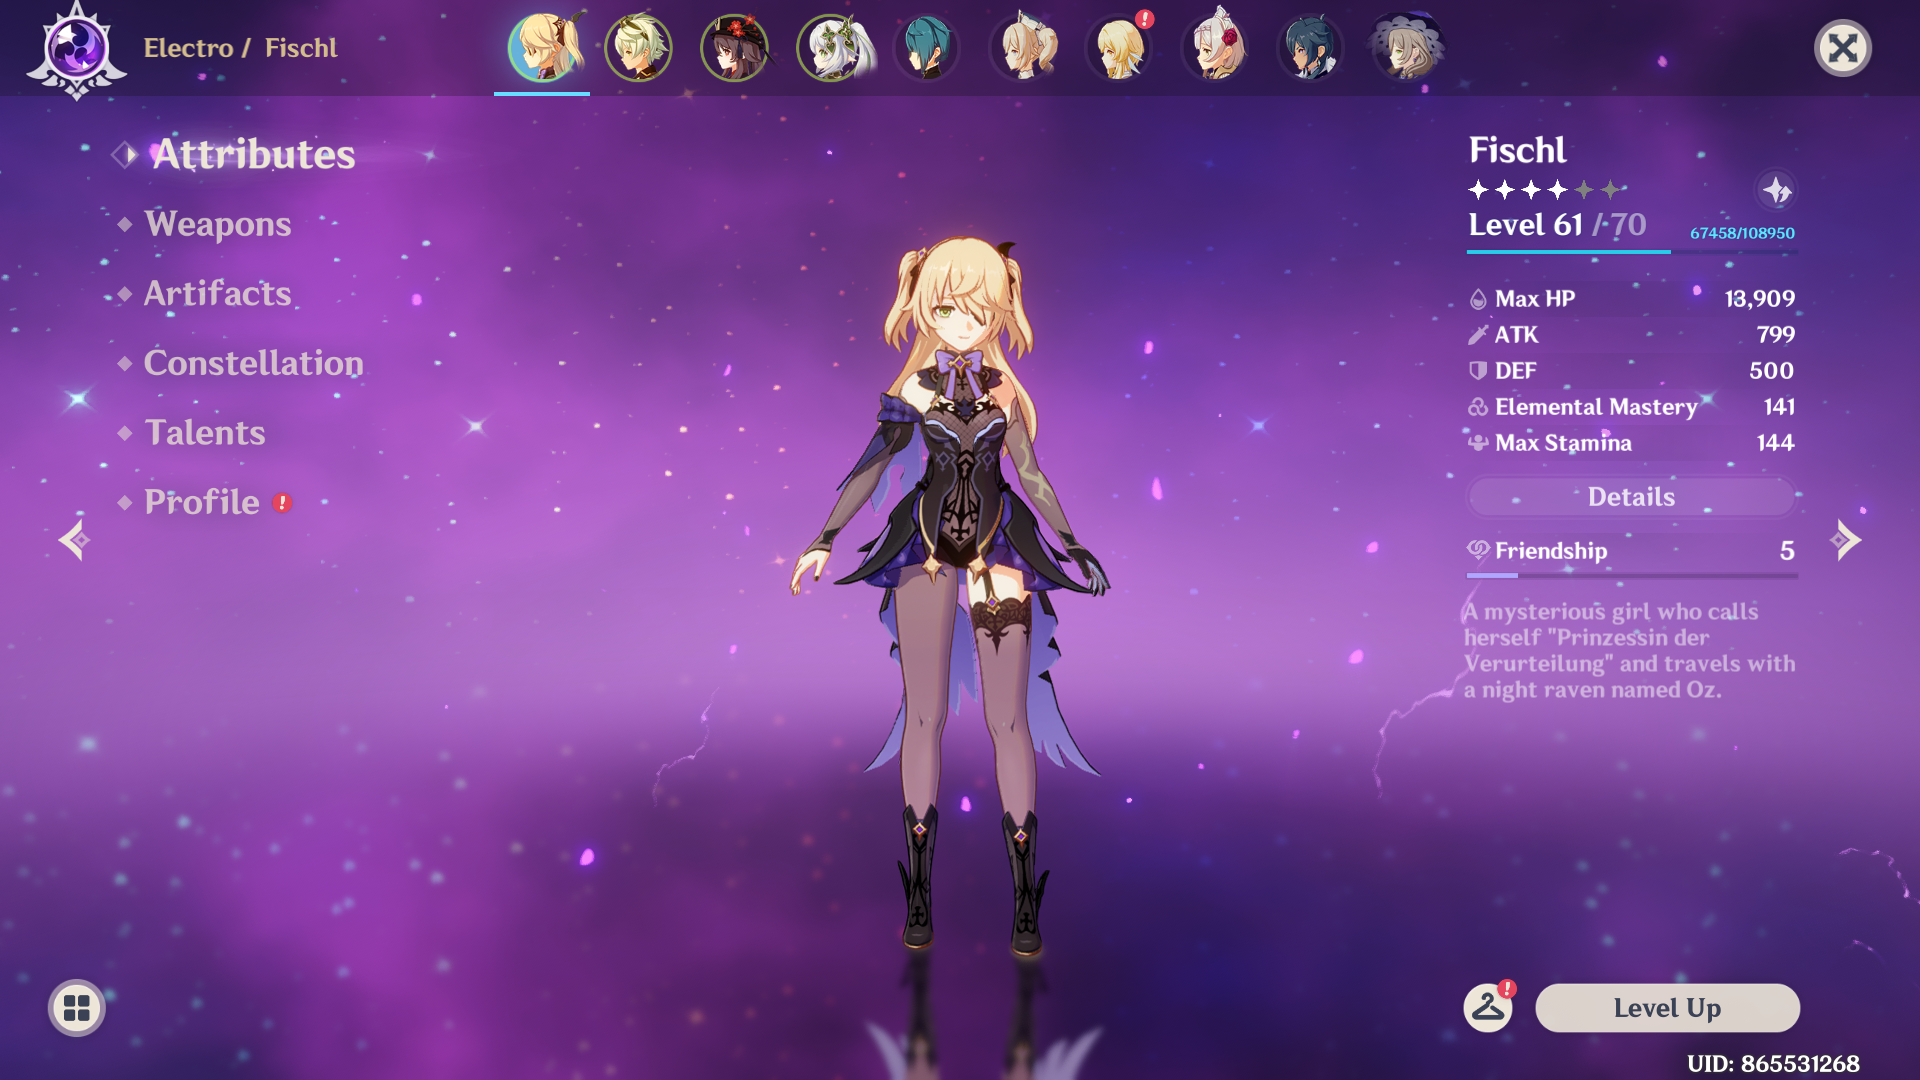 Electro / Fischl
Attributes
Weapons
Artifacts
Constellation
Talents
Profile
Fischl
Level 61 / 70
67458/108950
Max HP 13,909
ATK 799
DEF 500
Elemental Mastery 141
Max Stamina 144
Details
Friendship 5
A mysterious girl who calls
herself "Prinzessin der
Verurteilung" and travels with
a night raven named Oz.
Level Up
UID: 865531268